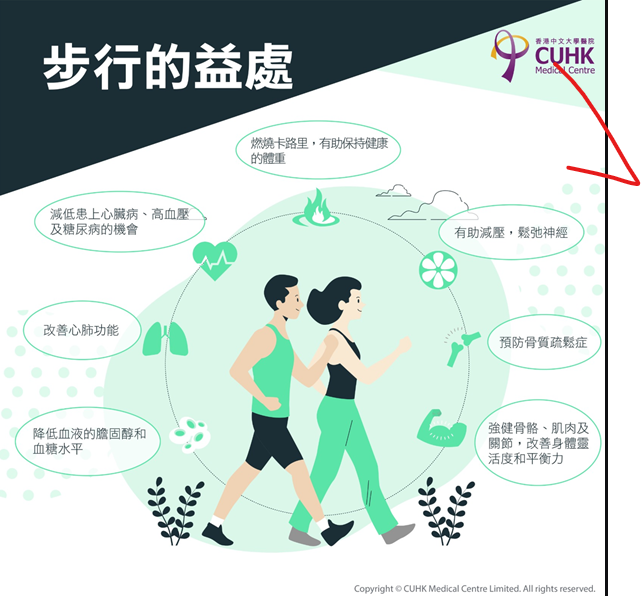 步行的益處
香港中文大學醫院
CUHK
Medical Centre
燃燒卡路里，有助保持健康
的體重
減低患上心臟病、高血壓
及糖尿病的機會
有助減壓，鬆弛神經
改善心肺功能
預防骨質疏鬆症
降低血液的膽固醇和
血糖水平
強健骨骼、肌肉及
關節，改善身體靈
活度和平衡力
Copyright © CUHK Medical Centre Limited. All rights reserved.